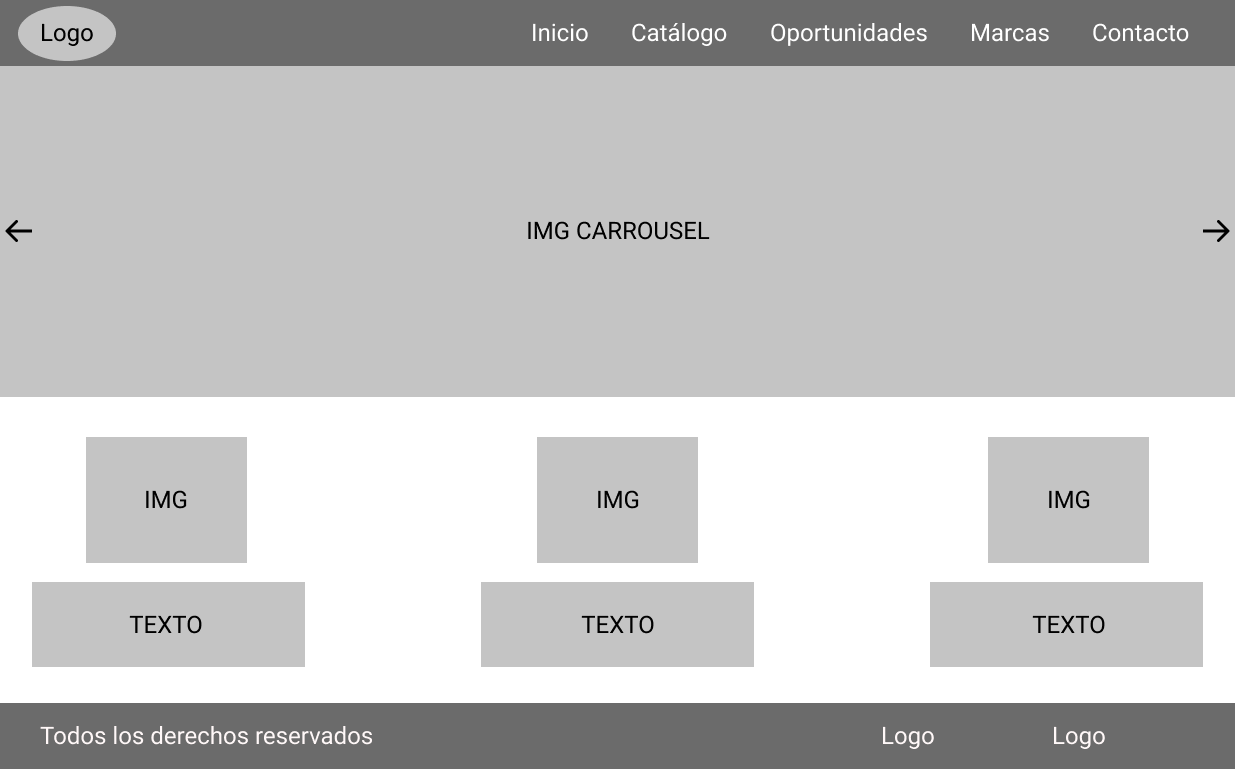 Logo
Inicio
Catálogo
Oportunidades
Marcas
Contacto
IMG CARROUSEL
IMG
IMG
IMG
TEXTO
TEXTO
TEXTO
Todos los derechos reservados
Logo
Logo